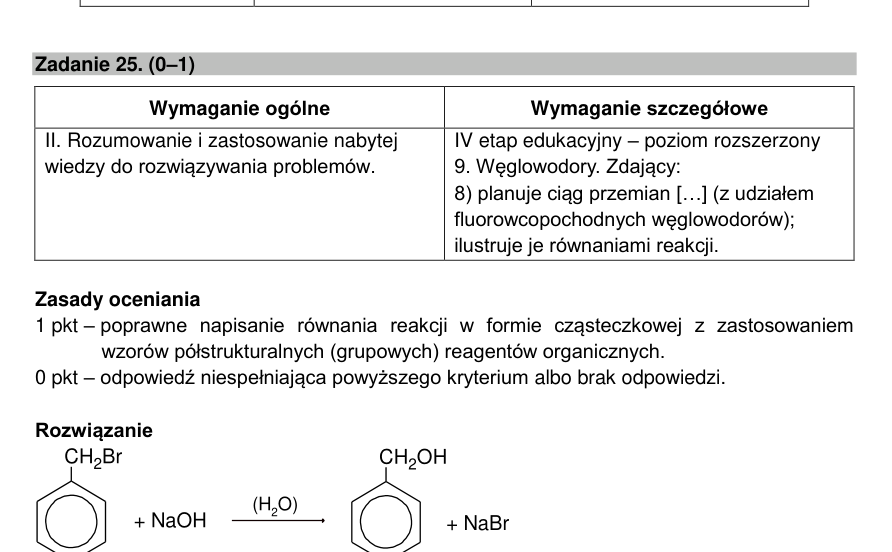 Zadanie 25. (0–1)
Wymaganie ogólne
Wymaganie szczegółowe
II. Rozumowanie i zastosowanie nabytej
wiedzy do rozwiązywania problemów.
IV etap edukacyjny – poziom rozszerzony
9. Węglowodory. Zdający:
8) planuje ciąg przemian […] (z udziałem
fluorowcopochodnych węglowodorów);
ilustruje je równaniami reakcji.
Zasady oceniania
1 pkt – poprawne napisanie równania reakcji w formie cząsteczkowej z zastosowaniem
wzorów półstrukturalnych (grupowych) reagentów organicznych.
0 pkt – odpowiedź niespełniająca powyższego kryterium albo brak odpowiedzi.
Rozwiązanie
CH₂Br
CH₂OH
+ NaOH
(H₂O)
+ NaBr